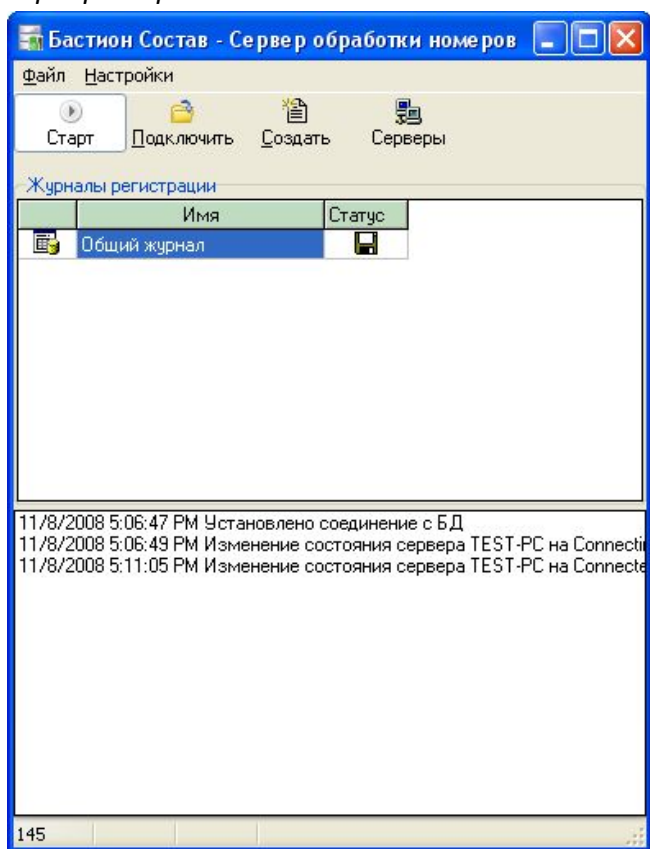 Бастион Состав - Сервер обработки номеров
Файл Настройки
Старт Подключить Создать Серверы
Журналы регистрации
Имя Статус
Общий журнал
11/8/2008 5:06:47 PM Установлено соединение с БД
11/8/2008 5:06:49 PM Изменение состояния сервера TEST-PC на Connecti
11/8/2008 5:11:05 PM Изменение состояния сервера TEST-PC на Connecte
145